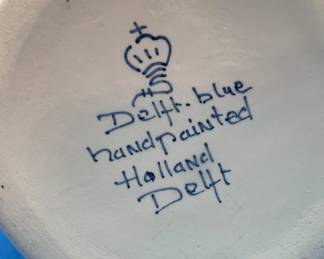 Delft. blue
handpainted
Holland
Delft